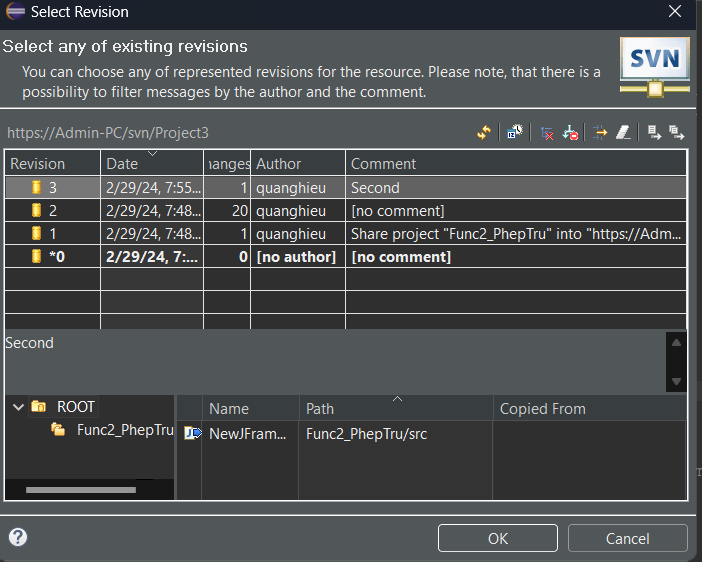 Select Revision
Select any of existing revisions
SVN
You can choose any of represented revisions for the resource. Please note, that there is a
possibility to filter messages by the author and the comment.
https://Admin-PC/svn/Project3
Revision Date hanges Author Comment
3 2/29/24, 7:55... 1 quanghieu Second
2 2/29/24, 7:48... 20 quanghieu [no comment]
1 2/29/24, 7:48... 1 quanghieu Share project "Func2_PhepTru" into "https://Adm...
*0 2/29/24, 7:... 0 [no author] [no comment]
Second
ROOT
Name Path Copied From
Func2_PhepTru
NewJFram... Func2_PhepTru/src
OK Cancel